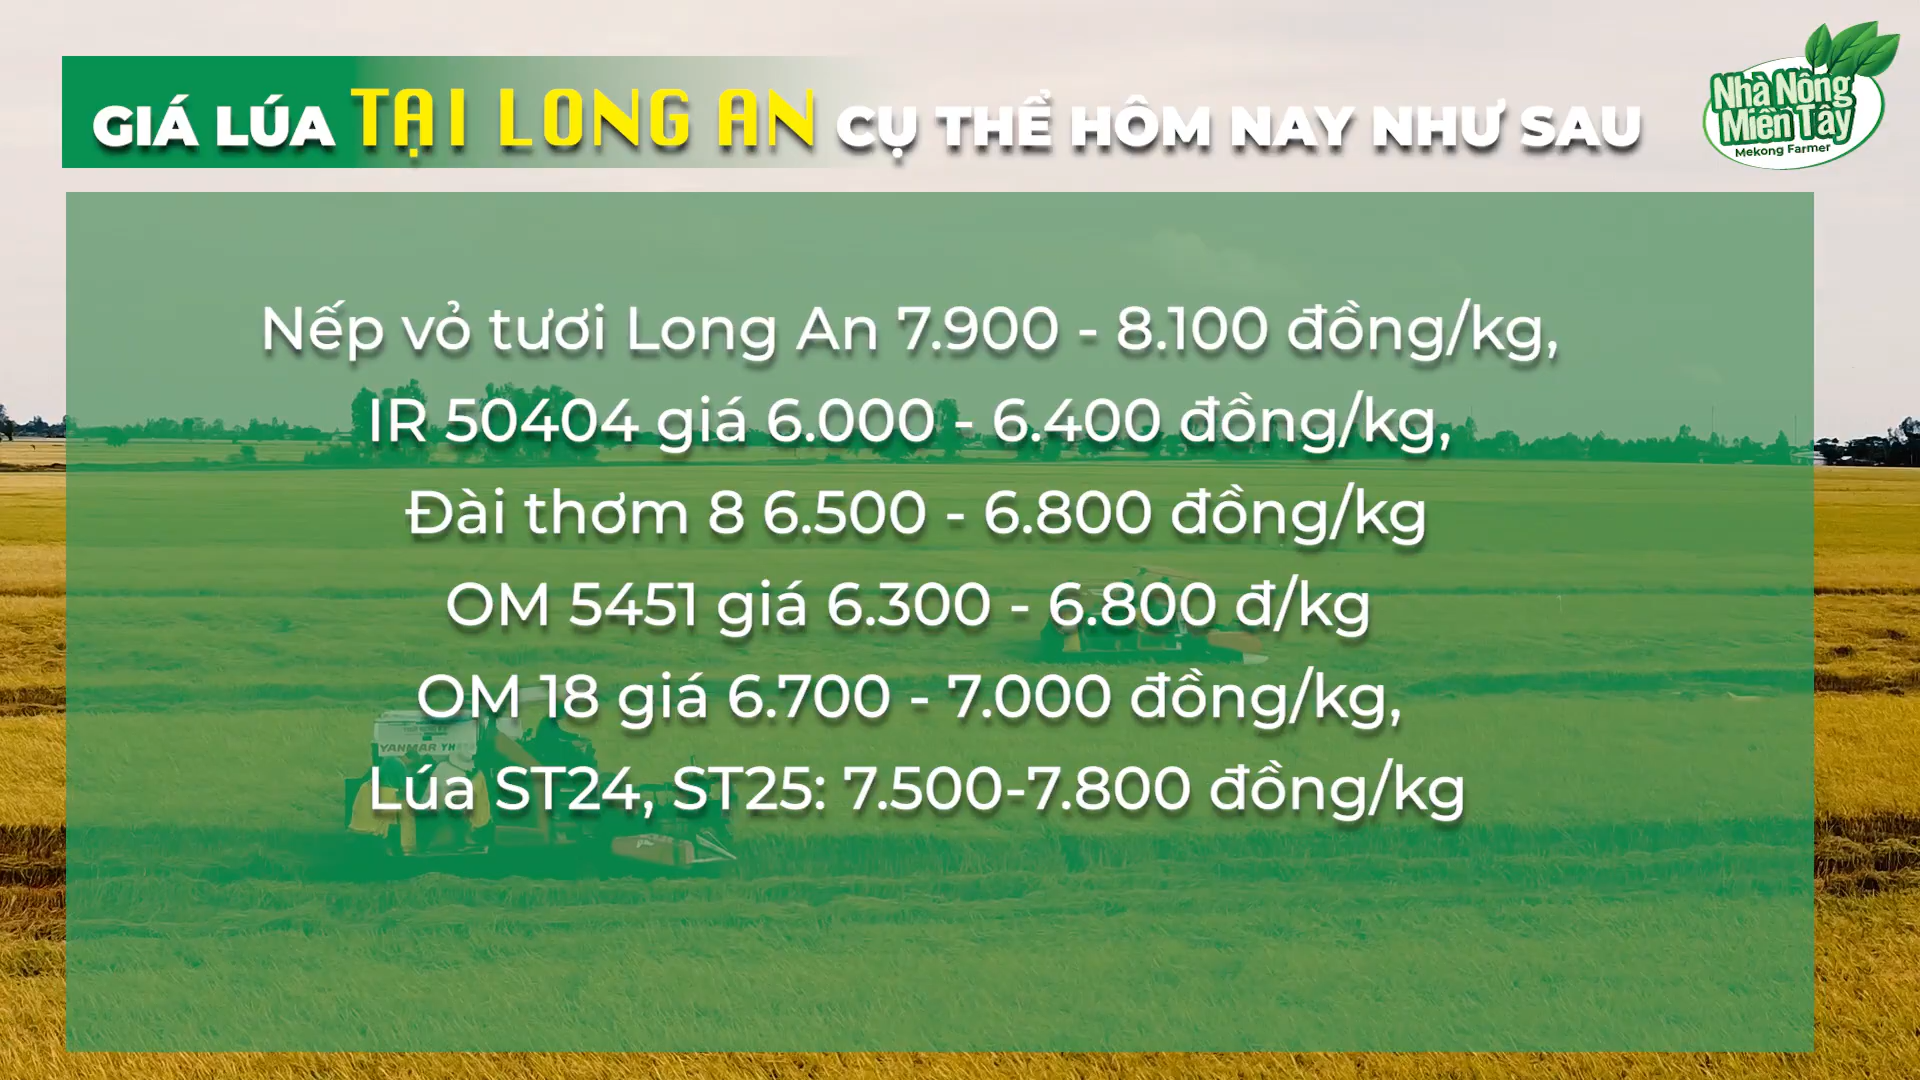 GIÁ LÚA TẠI LONG AN CỤ THỂ HÔM NAY NHƯ SAU
Nhà Nông
Miền Tây
Mekong Farmer
Nếp vỏ tươi Long An 7.900 - 8.100 đồng/kg,
IR 50404 giá 6.000 - 6.400 đồng/kg,
Đài thơm 8 6.500 - 6.800 đồng/kg
OM 5451 giá 6.300 - 6.800 đ/kg
OM 18 giá 6.700 - 7.000 đồng/kg,
YANMAR
Lúa ST24, ST25: 7.500-7.800 đồng/kg